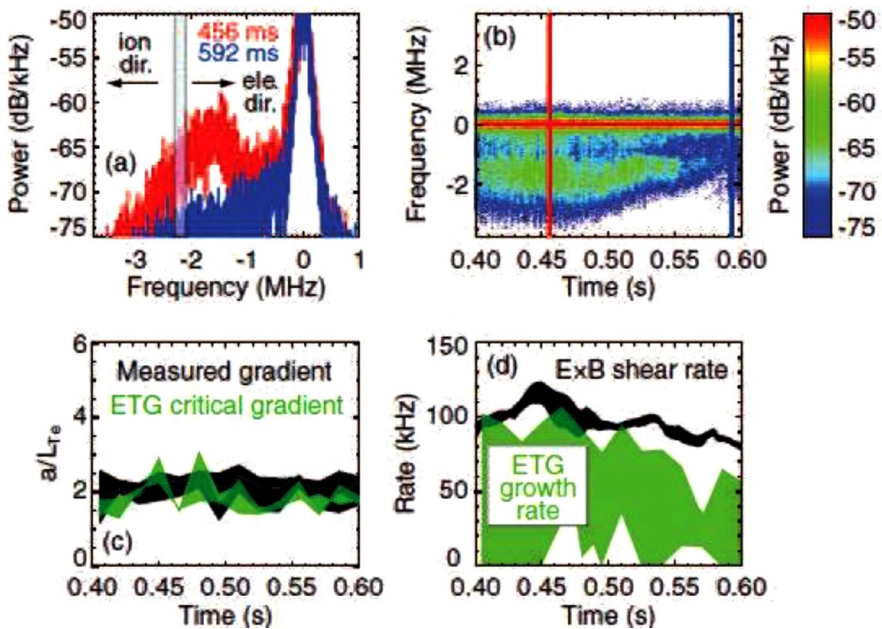 -50
-55
-60
-65
-70
-75
Power (dB/kHz)
ion
dir.
456 ms
592 ms
ele.
dir.
(a)
-3 -2 -1 0 1
Frequency (MHz)
(b)
2
0
-2
Frequency (MHz)
0.40 0.45 0.50 0.55 0.60
Time (s)
Power (dB/kHz)
-50
-55
-60
-65
-70
-75
6
4
2
0
a/LTe
Measured gradient
ETG critical gradient
(c)
0.40 0.45 0.50 0.55 0.60
Time (s)
150
100
50
0
Rate (kHz)
(d)
E×B shear rate
ETG
growth
rate
0.40 0.45 0.50 0.55 0.60
Time (s)